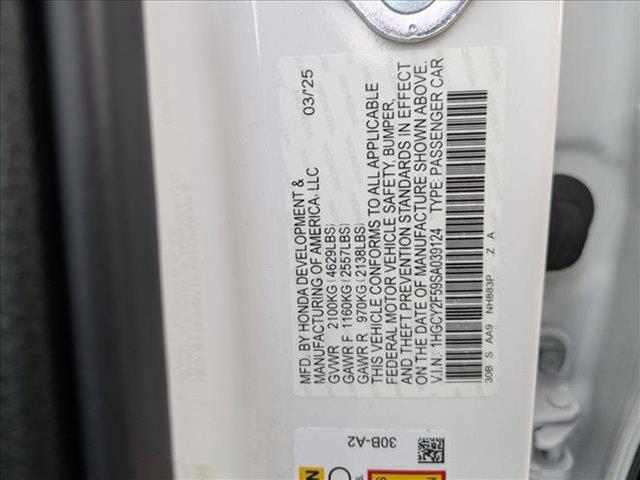 MFD. BY HONDA DEVELOPMENT &
MANUFACTURING OF AMERICA, LLC 03/'25
GVWR 2100KG (4629LBS)
GAWR F 1160KG (2557LBS)
GAWR R 970KG (2138LBS)
THIS VEHICLE CONFORMS TO ALL APPLICABLE
FEDERAL MOTOR VEHICLE SAFETY, BUMPER,
AND THEFT PREVENTION STANDARDS IN EFFECT
ON THE DATE OF MANUFACTURE SHOWN ABOVE.
V.I.N.: 1HGCY2F59SA039124 TYPE: PASSENGER CAR
30B S AA9 NH883P Z A
30B-A2